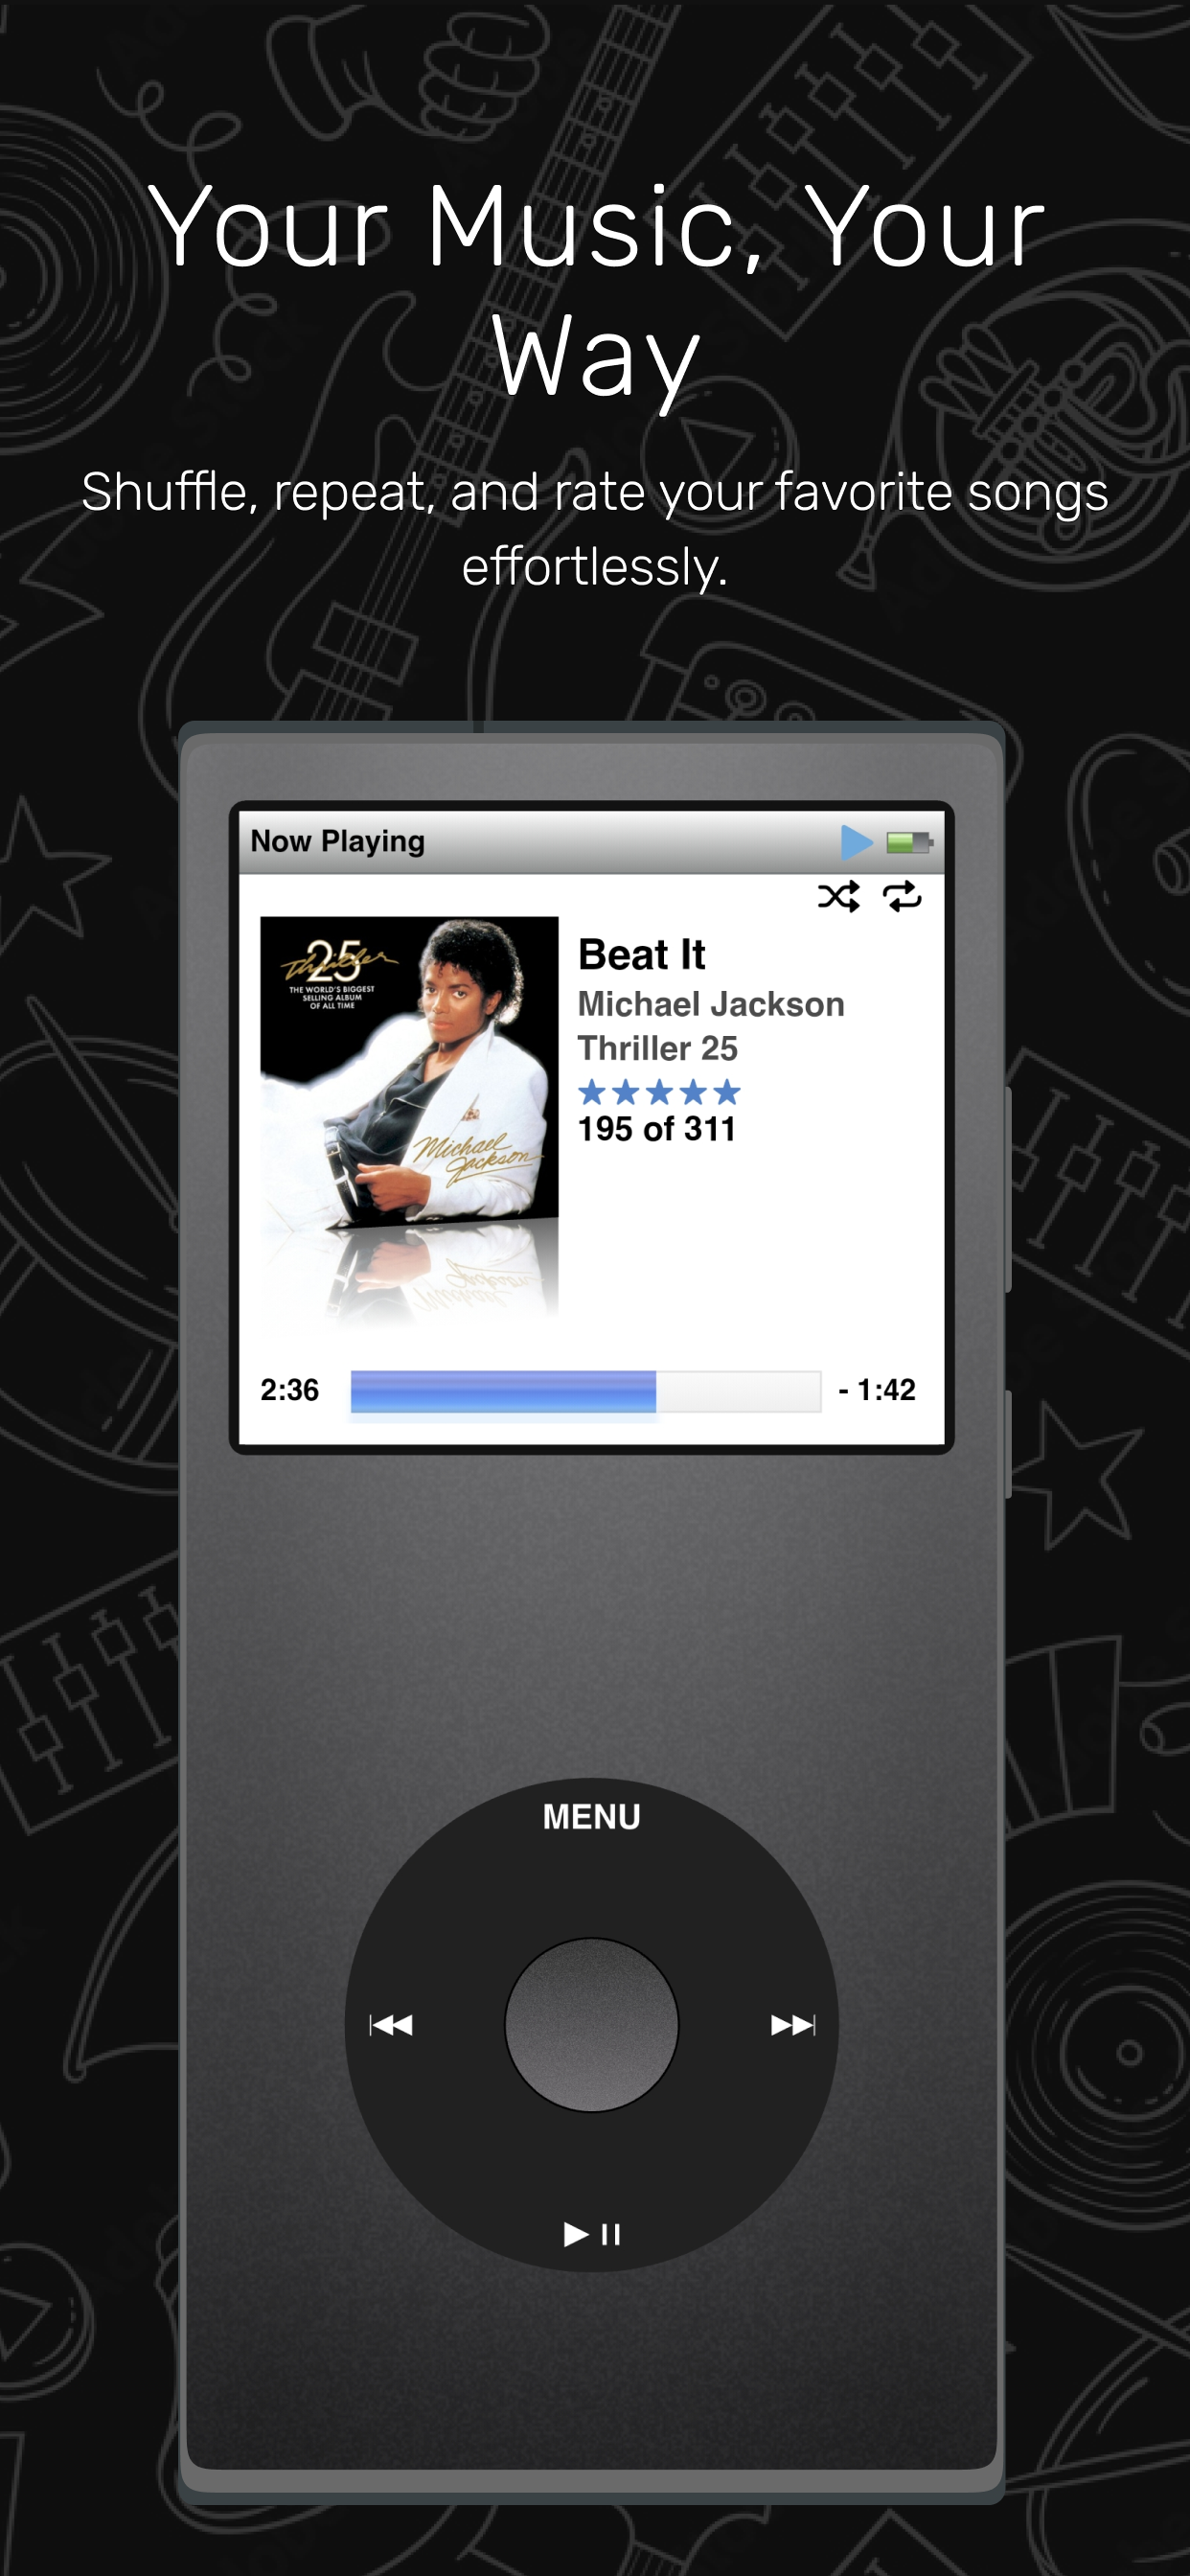 Your Music, Your
Way
Shuffle, repeat, and rate your favorite songs
effortlessly.
Now Playing
Thriller 25
THE WORLD'S BIGGEST
SELLING ALBUM
OF ALL TIME
Michael
Jackson
Beat It
Michael Jackson
Thriller 25
195 of 311
2:36
- 1:42
MENU